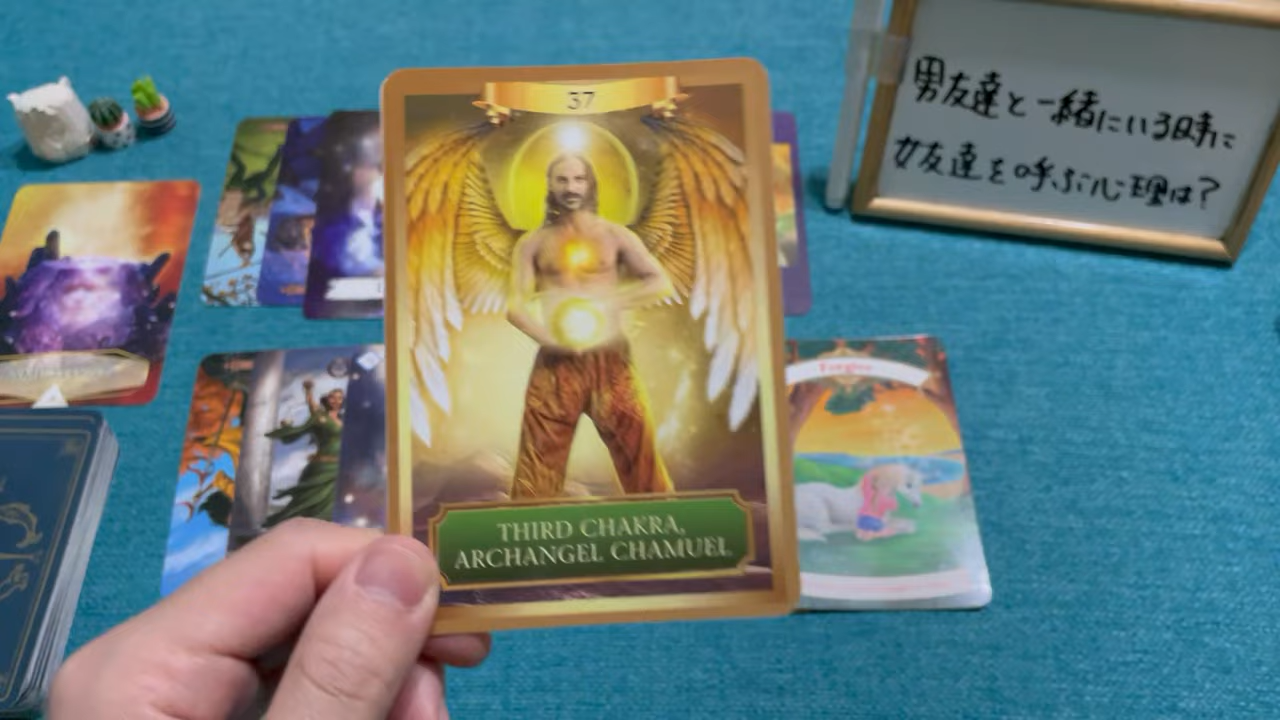 37
THIRD CHAKRA,
ARCHANGEL CHAMUEL
男友達と一緒にいる時に
女友達を呼ぶ心理は?
Forgive